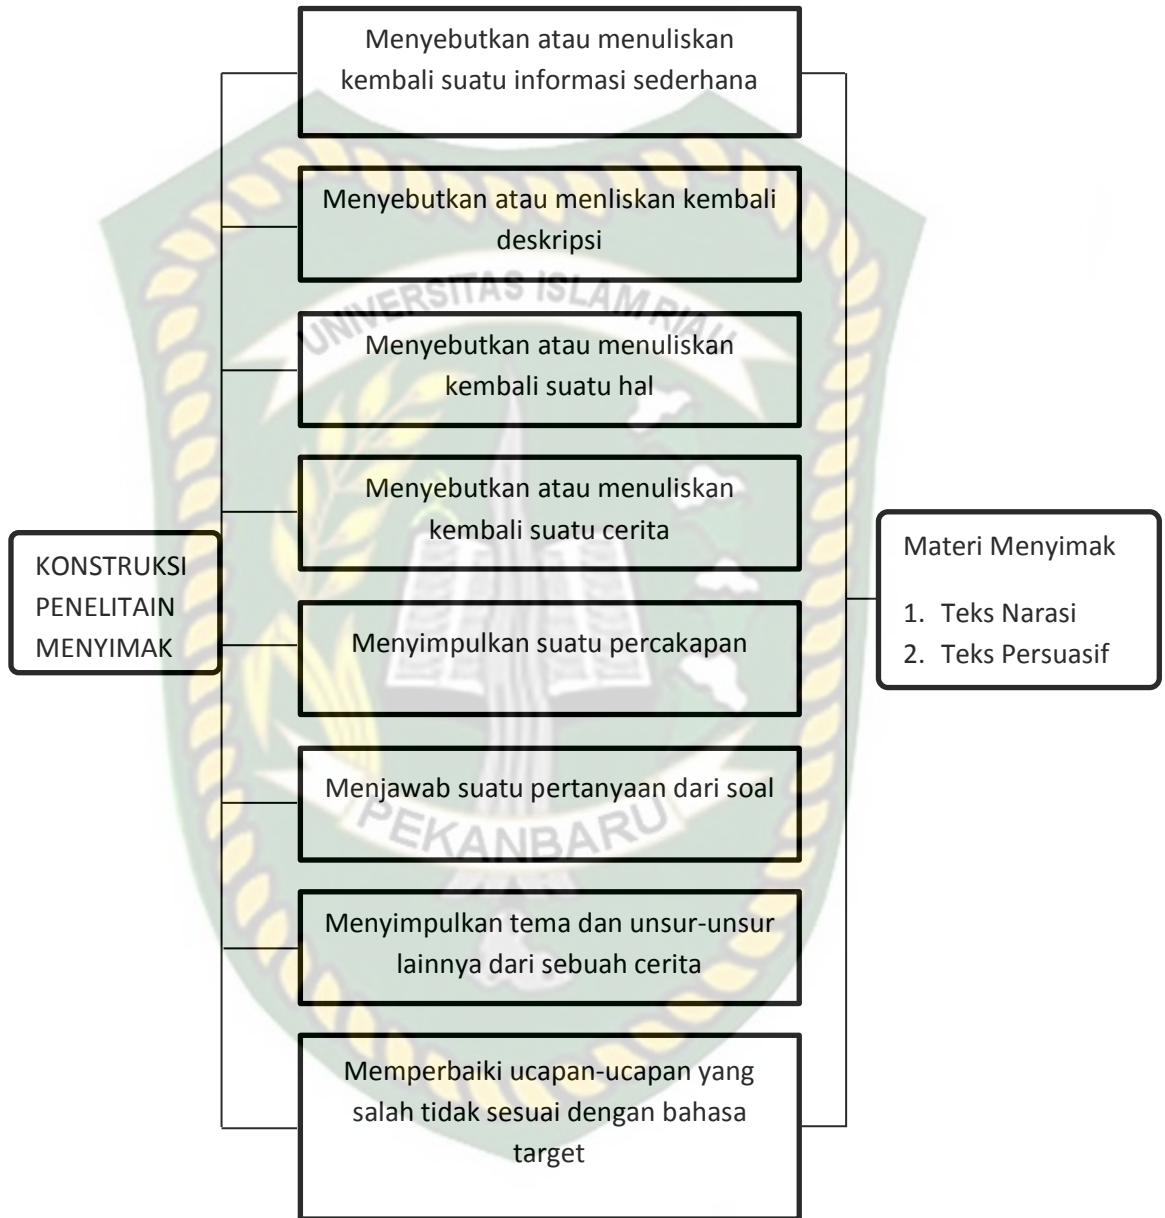 Menyebutkan atau menuliskan
kembali suatu informasi sederhana
Menyebutkan atau menliskan kembali
deskripsi
UNIVERSITAS ISLAM RIAU
Menyebutkan atau menuliskan
kembali suatu hal
Menyebutkan atau menuliskan
kembali suatu cerita
KONSTRUKSI
PENELITAIN
MENYIMAK
Materi Menyimak
1. Teks Narasi
2. Teks Persuasif
Menyimpulkan suatu percakapan
Menjawab suatu pertanyaan dari soal
PEKANBARU
Menyimpulkan tema dan unsur-unsur
lainnya dari sebuah cerita
Memperbaiki ucapan-ucapan yang
salah tidak sesuai dengan bahasa
target